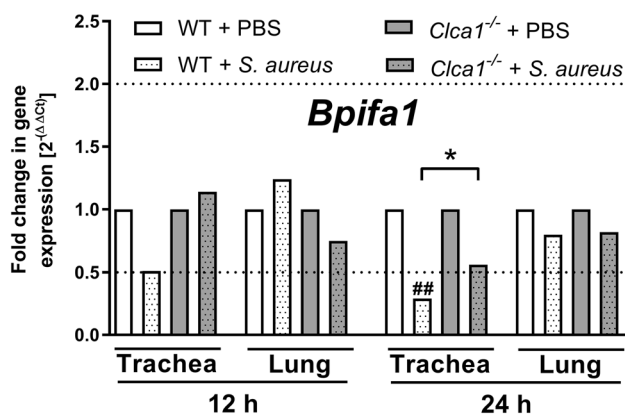 WT + PBS
Clca1-/- + PBS
WT + S. aureus
Clca1-/- + S. aureus
Bpifa1
Fold change in gene
expression [2-(ΔΔCt)]
2.5
2.0
1.5
1.0
0.5
0.0
*
##
Trachea Lung Trachea Lung
12 h 24 h